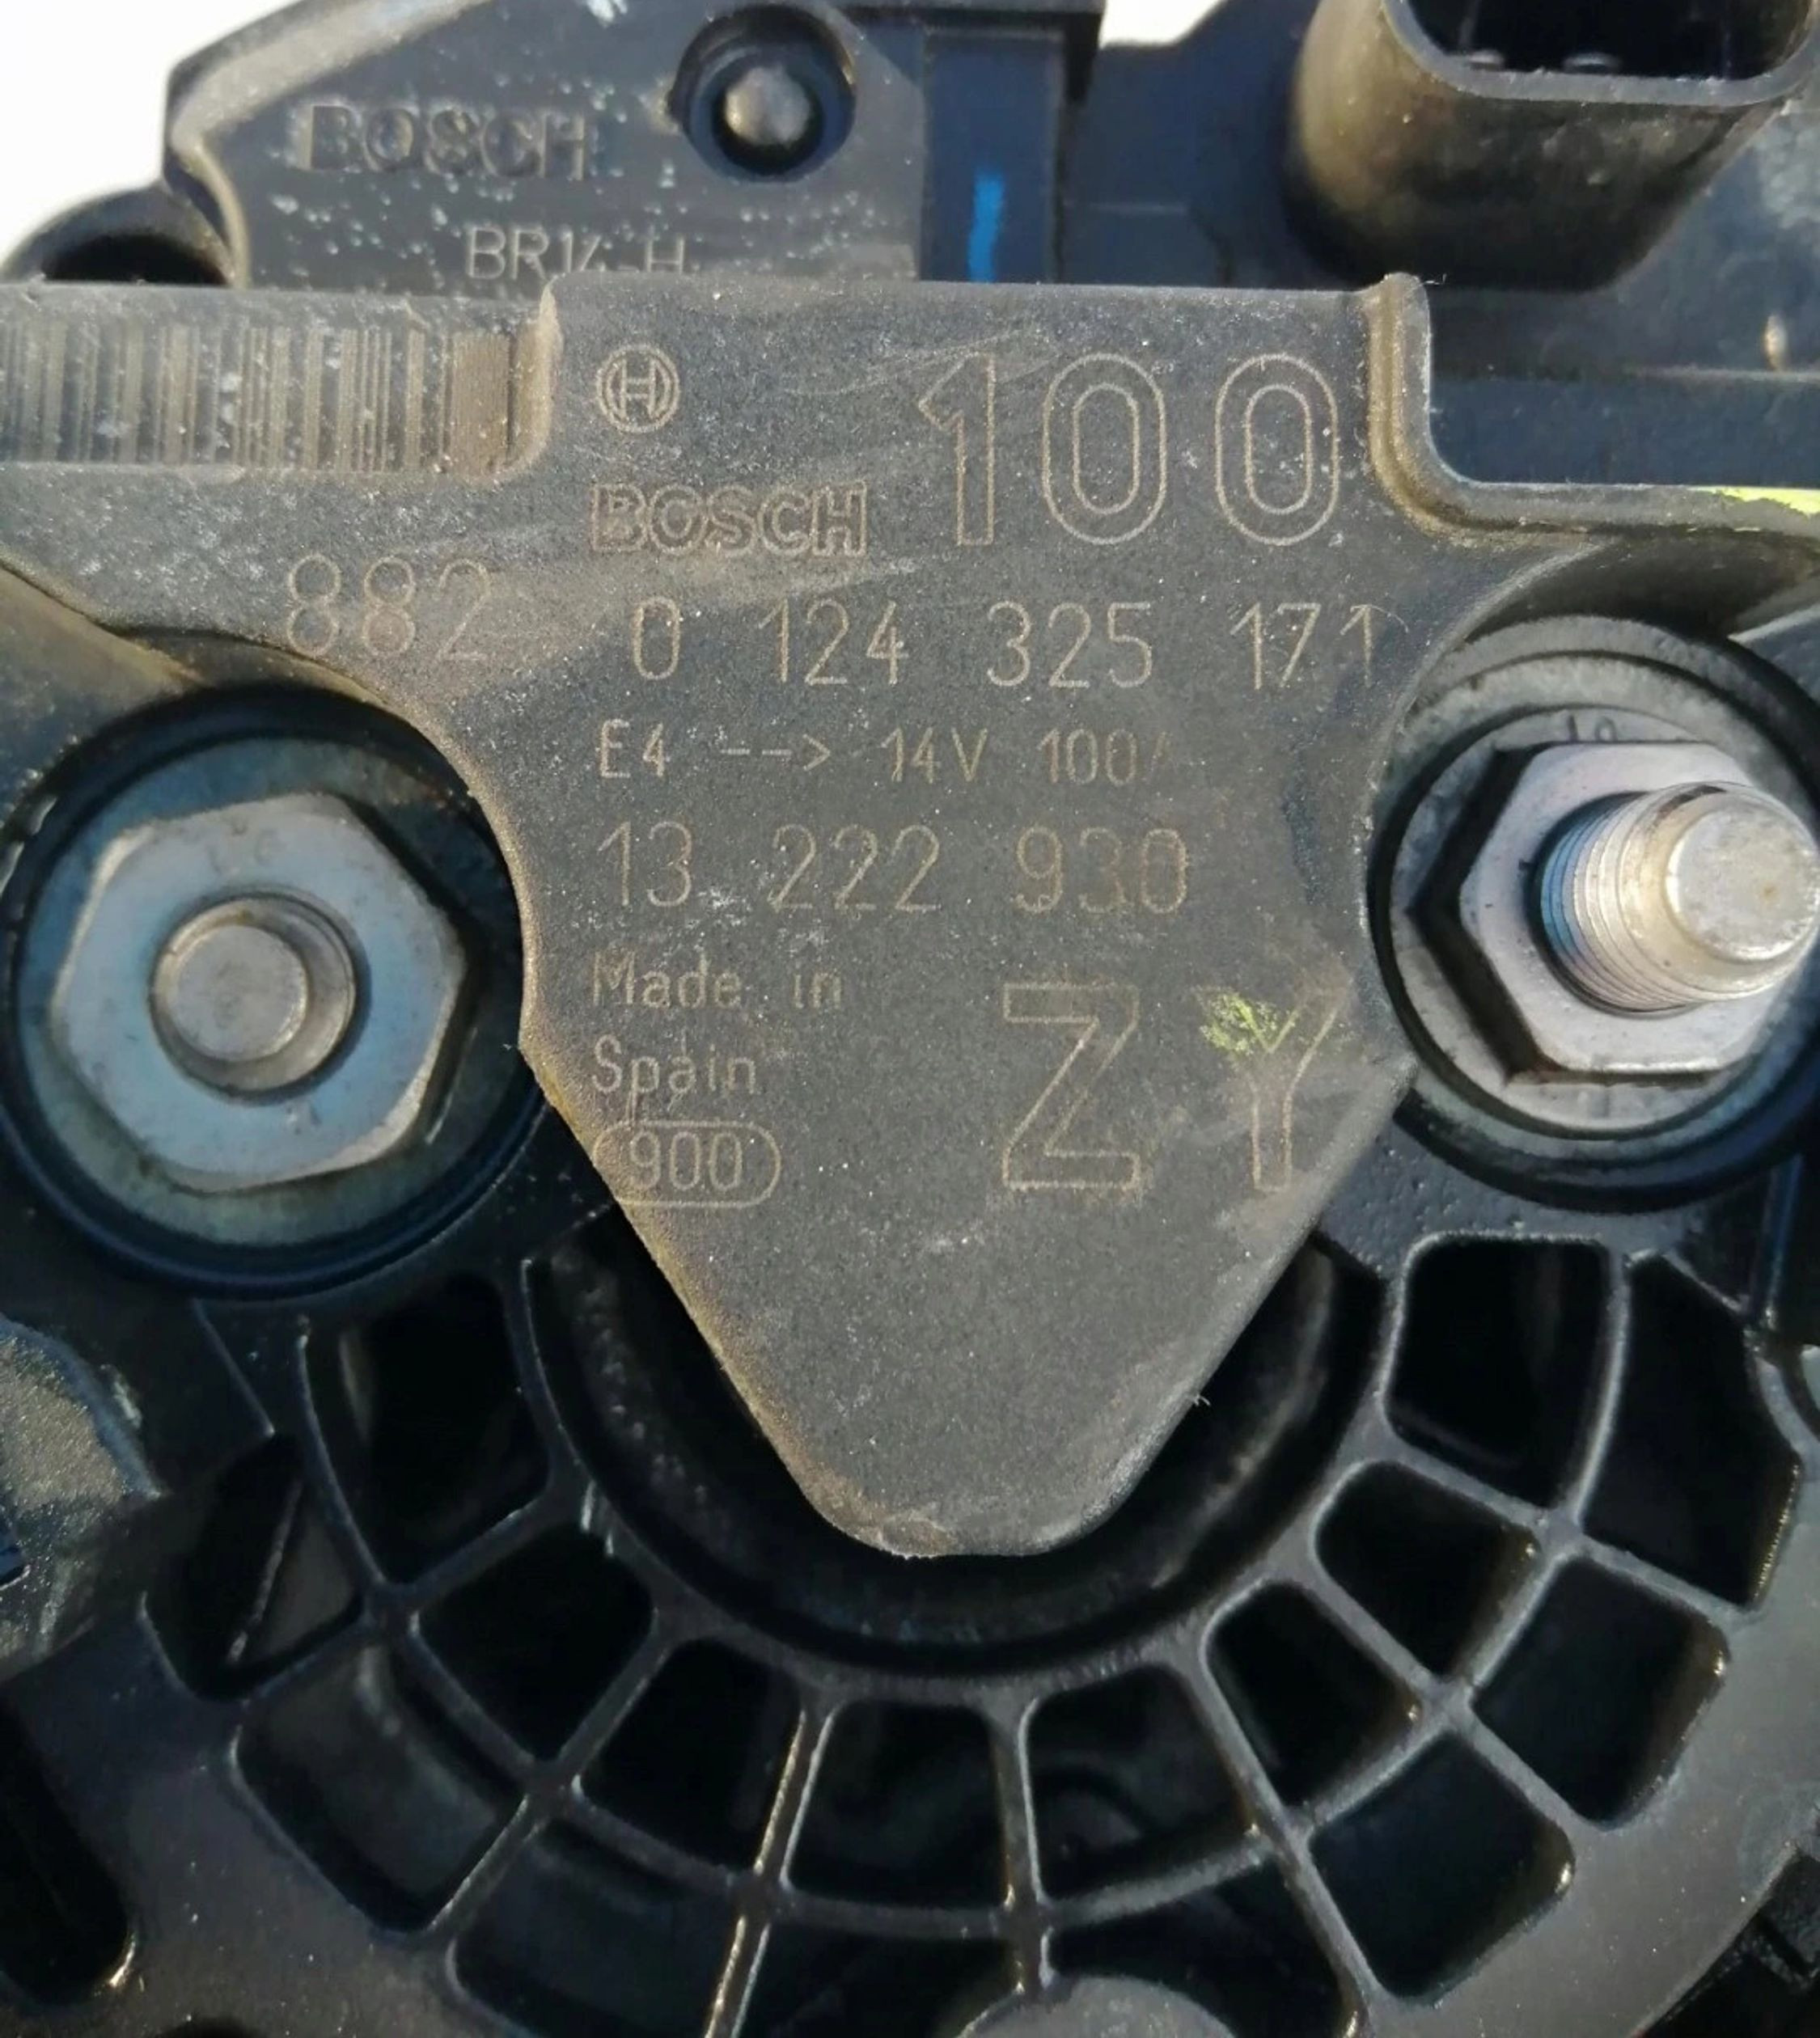 BOSCH
BR14-H
BOSCH
100
882
0 124 325 171
E4 --> 14V 100A
13 222 930
Made in
Spain
900
ZY